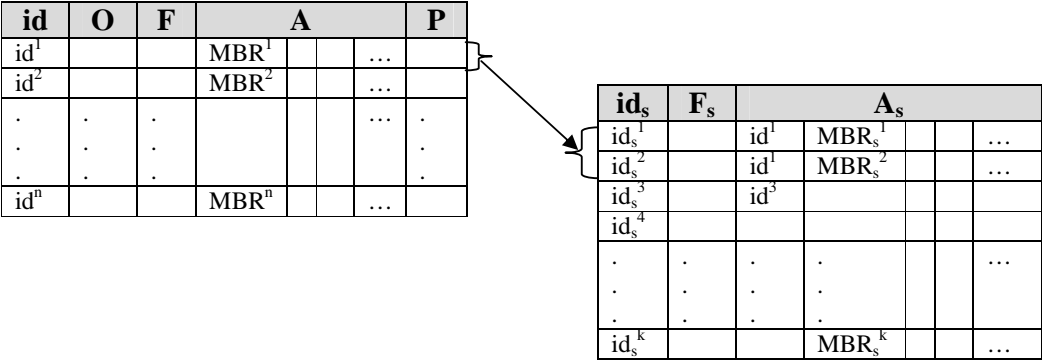 id O F A P
id¹ MBR¹ …
id² MBR² …
. . . … .
. . . .
. . . .
idⁿ MBRⁿ …
idₛ Fₛ Aₛ
idₛ¹ id¹ MBRₛ¹ …
idₛ² id¹ MBRₛ² …
idₛ³ id³
idₛ⁴
. . . . …
. . . .
. . . .
idₛᵏ MBRₛᵏ …